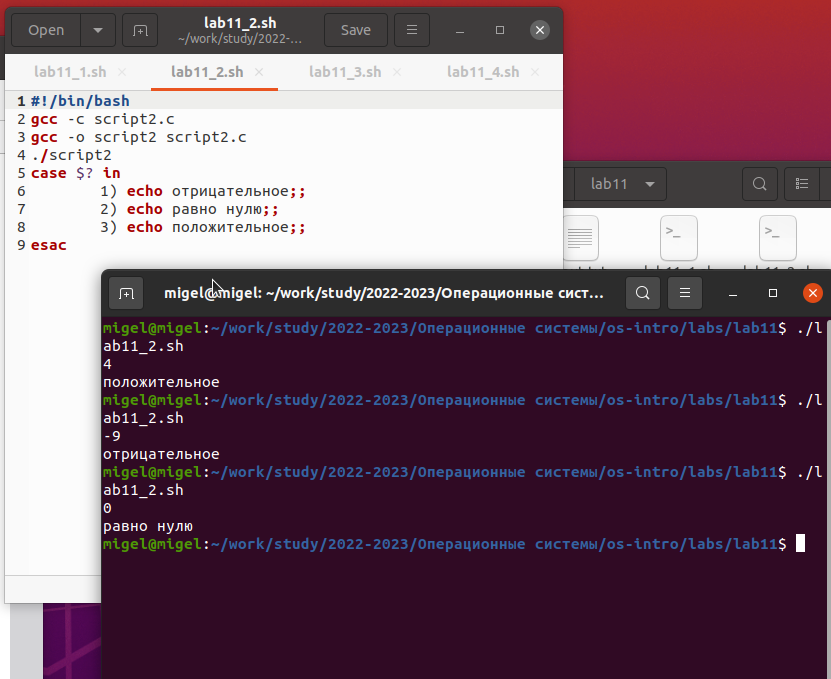 Open
lab11_2.sh
~/work/study/2022-...
Save
lab11_1.sh
lab11_2.sh
lab11_3.sh
lab11_4.sh
1 #!/bin/bash
2 gcc -c script2.c
3 gcc -o script2 script2.c
4 ./script2
5 case $? in
6 1) echo отрицательное;;
7 2) echo равно нулю;;
8 3) echo положительное;;
9 esac
lab11
>_
>_
migel@migel: ~/work/study/2022-2023/Операционные сист...
migel@migel:~/work/study/2022-2023/Операционные системы/os-intro/labs/lab11$ ./l
ab11_2.sh
4
положительное
migel@migel:~/work/study/2022-2023/Операционные системы/os-intro/labs/lab11$ ./l
ab11_2.sh
-9
отрицательное
migel@migel:~/work/study/2022-2023/Операционные системы/os-intro/labs/lab11$ ./l
ab11_2.sh
0
равно нулю
migel@migel:~/work/study/2022-2023/Операционные системы/os-intro/labs/lab11$